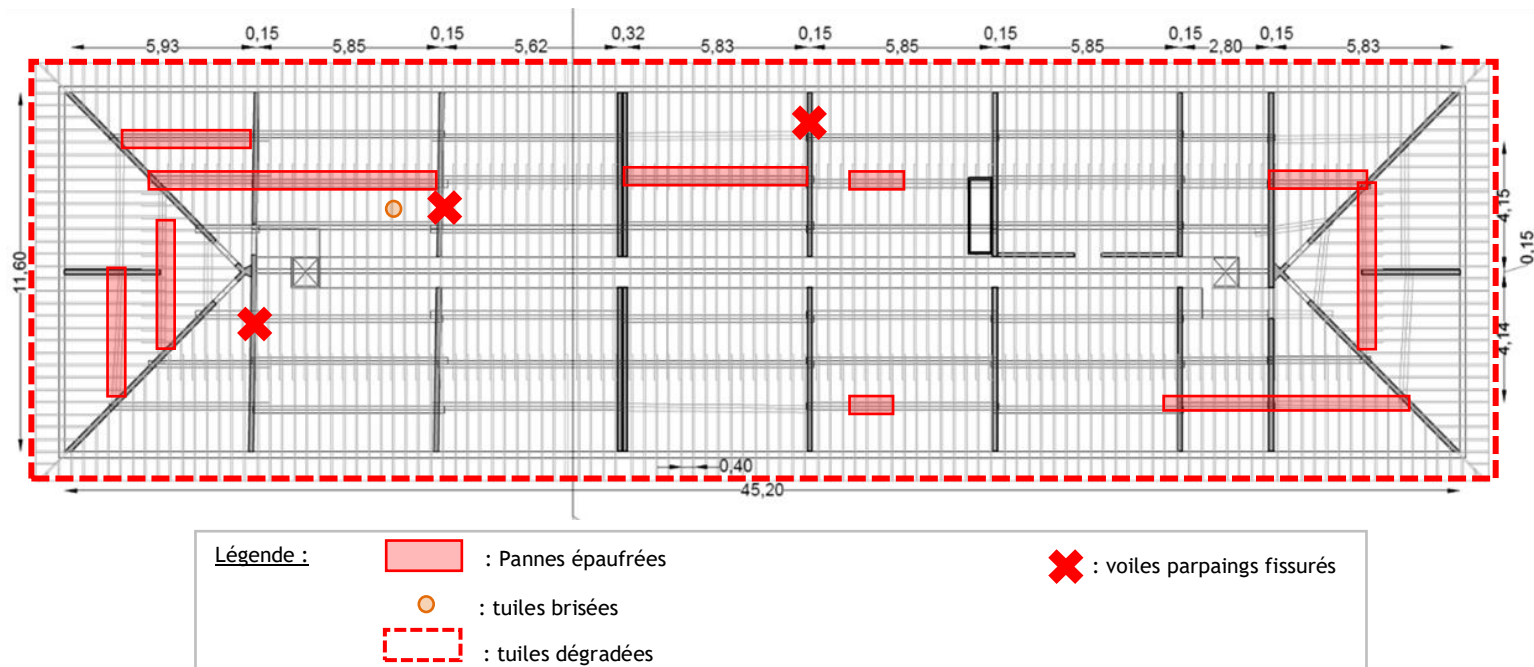 0,15 0,15 0,32 0,15 0,15 0,15 0,15
5,93 5,85 5,62 5,83 5,85 5,85 2,80 5,83
11,60
4,15
0,15
4,14
0,40
45,20
Légende :
: Pannes épaufrées
: voiles parpaings fissurés
: tuiles brisées
: tuiles dégradées